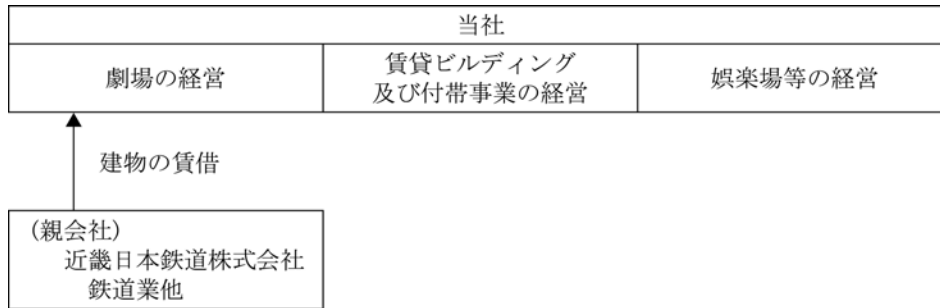 当社
劇場の経営
賃貸ビルディング
及び付帯事業の経営
娯楽場等の経営
建物の賃借
(親会社)
近畿日本鉄道株式会社
鉄道業他